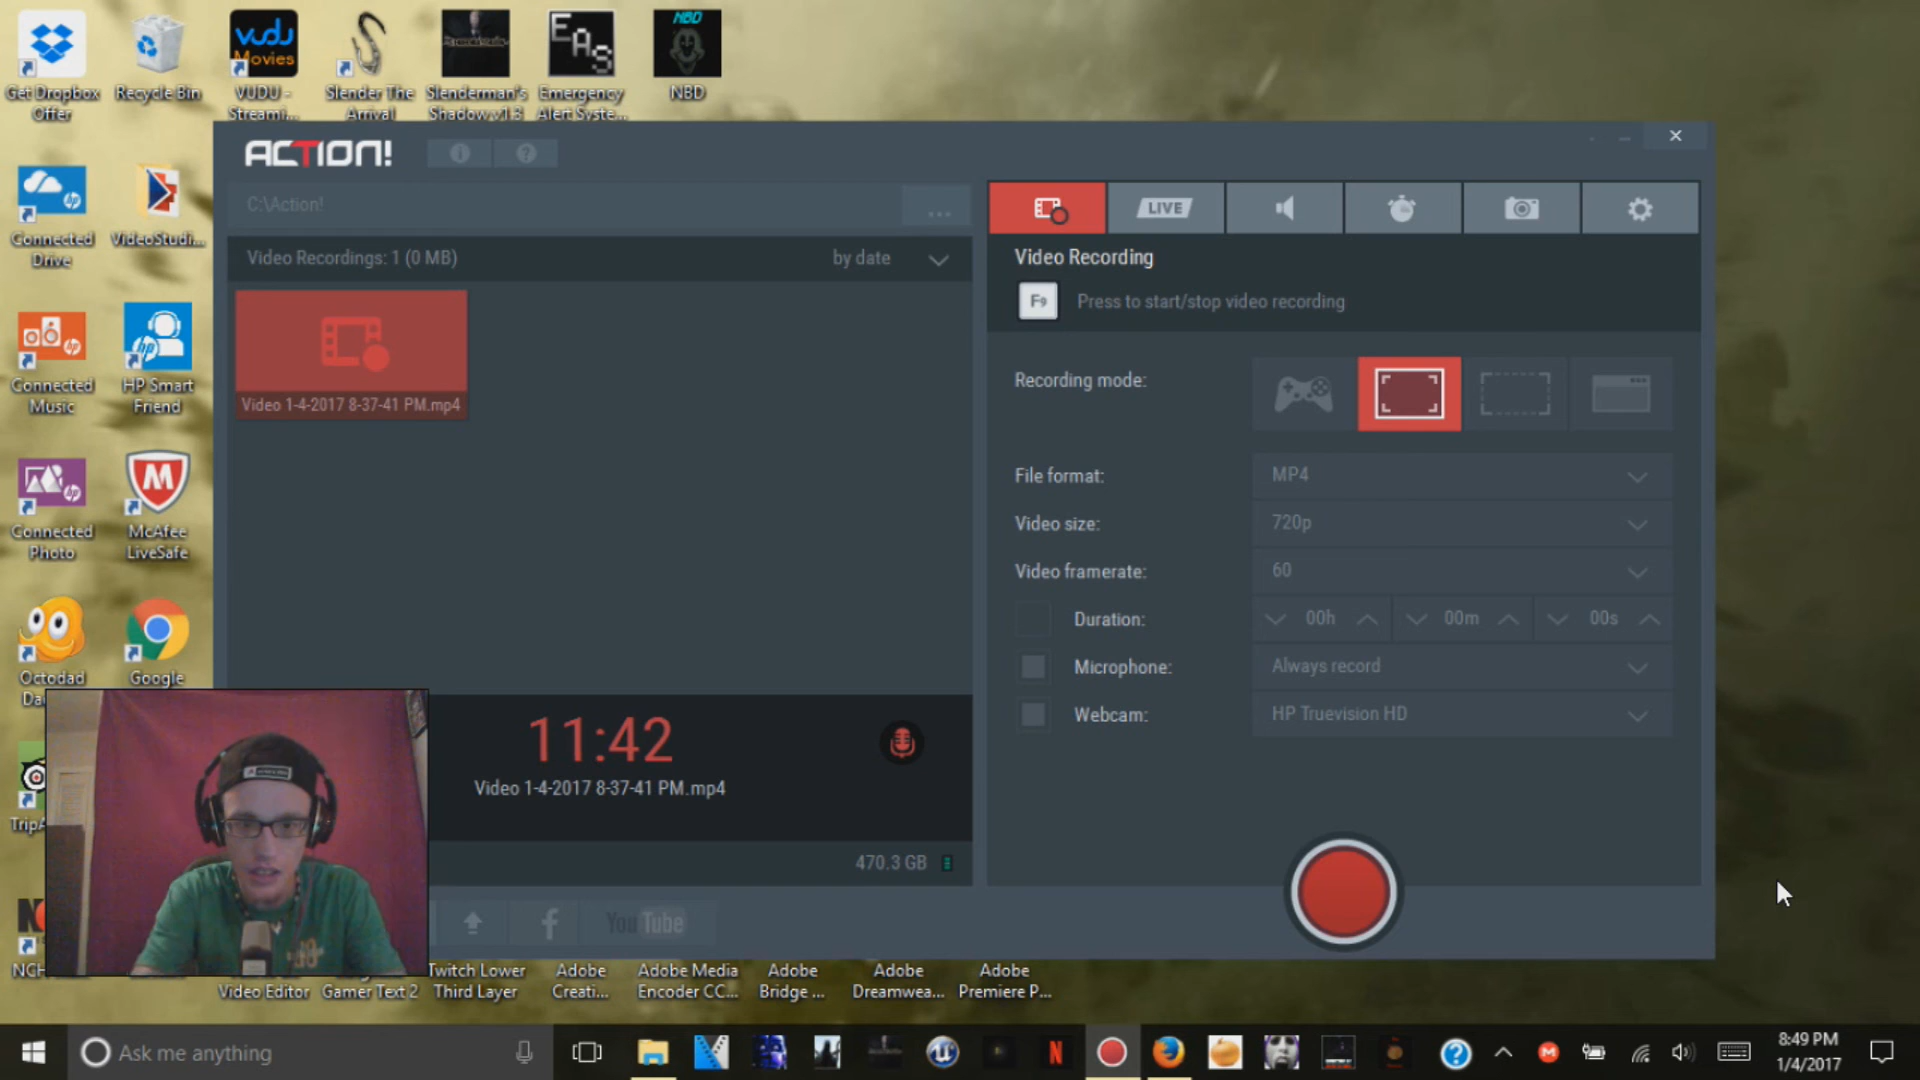 vudu
Movies
EAS
NBD
Get Dropbox
Offer
Recycle Bin
VUDU -
Streami...
Slender The
Arrival
Slenderman's
Shadow v1.3
Emergency
Alert Syste...
NBD
ACTION!
C:\Action!
...
LIVE
Connected
Drive
VideoStudi...
Video Recordings: 1 (0 MB)
by date
Video Recording
F9
Press to start/stop video recording
hp
Connected
Music
HP Smart
Friend
Video 1-4-2017 8-37-41 PM.mp4
Recording mode:
File format:
MP4
Connected
Photo
McAfee
LiveSafe
Video size:
720p
Video framerate:
60
Duration:
00h
00m
00s
Octodad
Google
Microphone:
Always record
Webcam:
HP Truevision HD
11:42
Video 1-4-2017 8-37-41 PM.mp4
470.3 GB
YouTube
NCH
Video Editor
Gamer Text 2
Twitch Lower
Third Layer
Adobe
Creati...
Adobe Media
Encoder CC...
Adobe
Bridge ...
Adobe
Dreamwea...
Adobe
Premiere P...
Ask me anything
8:49 PM
1/4/2017